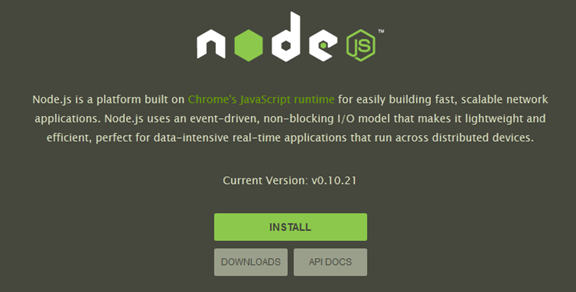 node JS™
Node.js is a platform built on Chrome's JavaScript runtime for easily building fast, scalable network
applications. Node.js uses an event-driven, non-blocking I/O model that makes it lightweight and
efficient, perfect for data-intensive real-time applications that run across distributed devices.
Current Version: v0.10.21
INSTALL
DOWNLOADS API DOCS